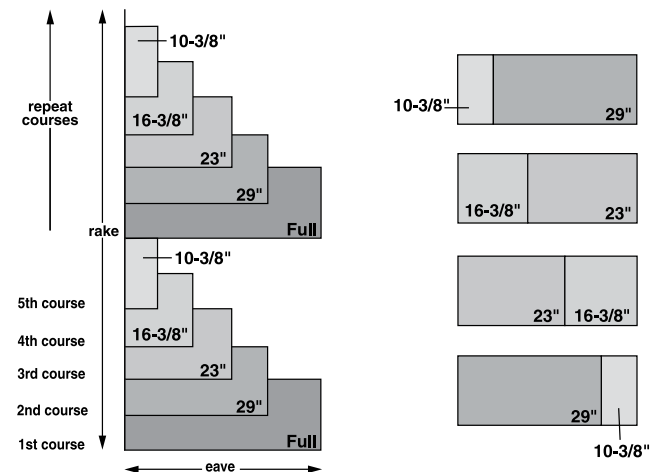 10-3/8"
repeat
courses
16-3/8"
23"
29"
Full
rake
10-3/8"
5th course
16-3/8"
4th course
3rd course
23"
2nd course
29"
1st course
Full
eave
10-3/8"
29"
16-3/8"
23"
23"
16-3/8"
29"
10-3/8"